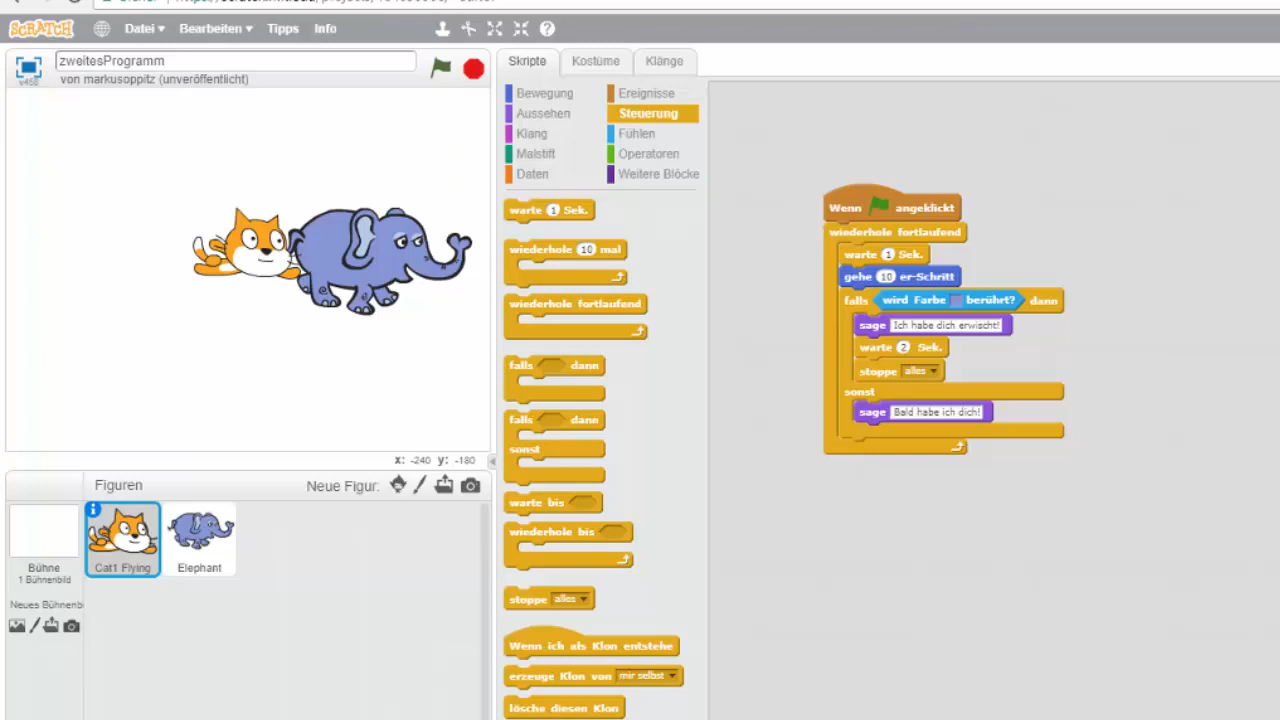 SCRATCH
Datei
Bearbeiten
Tipps
Info
zweitesProgramm
v458
von markusoppitz (unveröffentlicht)
Skripte
Kostüme
Klänge
Bewegung
Ereignisse
Aussehen
Steuerung
Klang
Fühlen
Malstift
Operatoren
Daten
Weitere Blöcke
warte 1 Sek.
wiederhole 10 mal
wiederhole fortlaufend
falls dann
falls dann
sonst
warte bis
wiederhole bis
stoppe alles
Wenn ich als Klon entstehe
erzeuge Klon von mir selbst
lösche diesen Klon
Wenn angeklickt
wiederhole fortlaufend
warte 1 Sek.
gehe 10 er-Schritt
falls wird Farbe berührt? dann
sage Ich habe dich erwischt!
warte 2 Sek.
stoppe alles
sonst
sage Bald habe ich dich!
x: -240 y: -180
Figuren
Neue Figur:
Bühne
1 Bühnenbild
Neues Bühnenb
Cat1 Flying
Elephant